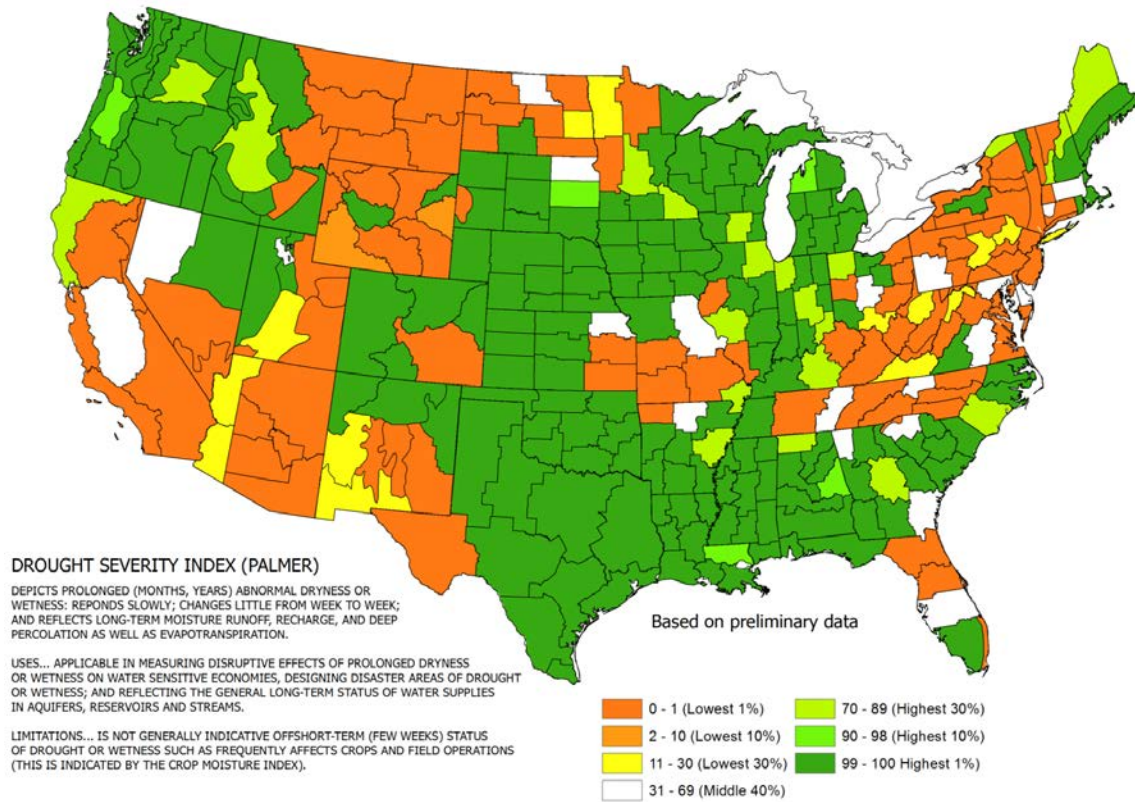 DROUGHT SEVERITY INDEX (PALMER)
DEPICTS PROLONGED (MONTHS, YEARS) ABNORMAL DRYNESS OR
WETNESS: REPONDS SLOWLY; CHANGES LITTLE FROM WEEK TO WEEK;
AND REFLECTS LONG-TERM MOISTURE RUNOFF, RECHARGE, AND DEEP
PERCOLATION AS WELL AS EVAPOTRANSPIRATION.
USES... APPLICABLE IN MEASURING DISRUPTIVE EFFECTS OF PROLONGED DRYNESS
OR WETNESS ON WATER SENSITIVE ECONOMIES, DESIGNING DISASTER AREAS OF DROUGHT
OR WETNESS; AND REFLECTING THE GENERAL LONG-TERM STATUS OF WATER SUPPLIES
IN AQUIFERS, RESERVOIRS AND STREAMS.
LIMITATIONS... IS NOT GENERALLY INDICATIVE OFFSHORT-TERM (FEW WEEKS) STATUS
OF DROUGHT OR WETNESS SUCH AS FREQUENTLY AFFECTS CROPS AND FIELD OPERATIONS
(THIS IS INDICATED BY THE CROP MOISTURE INDEX).
Based on preliminary data
0 - 1 (Lowest 1%)
2 - 10 (Lowest 10%)
11 - 30 (Lowest 30%)
31 - 69 (Middle 40%)
70 - 89 (Highest 30%)
90 - 98 (Highest 10%)
99 - 100 Highest 1%)